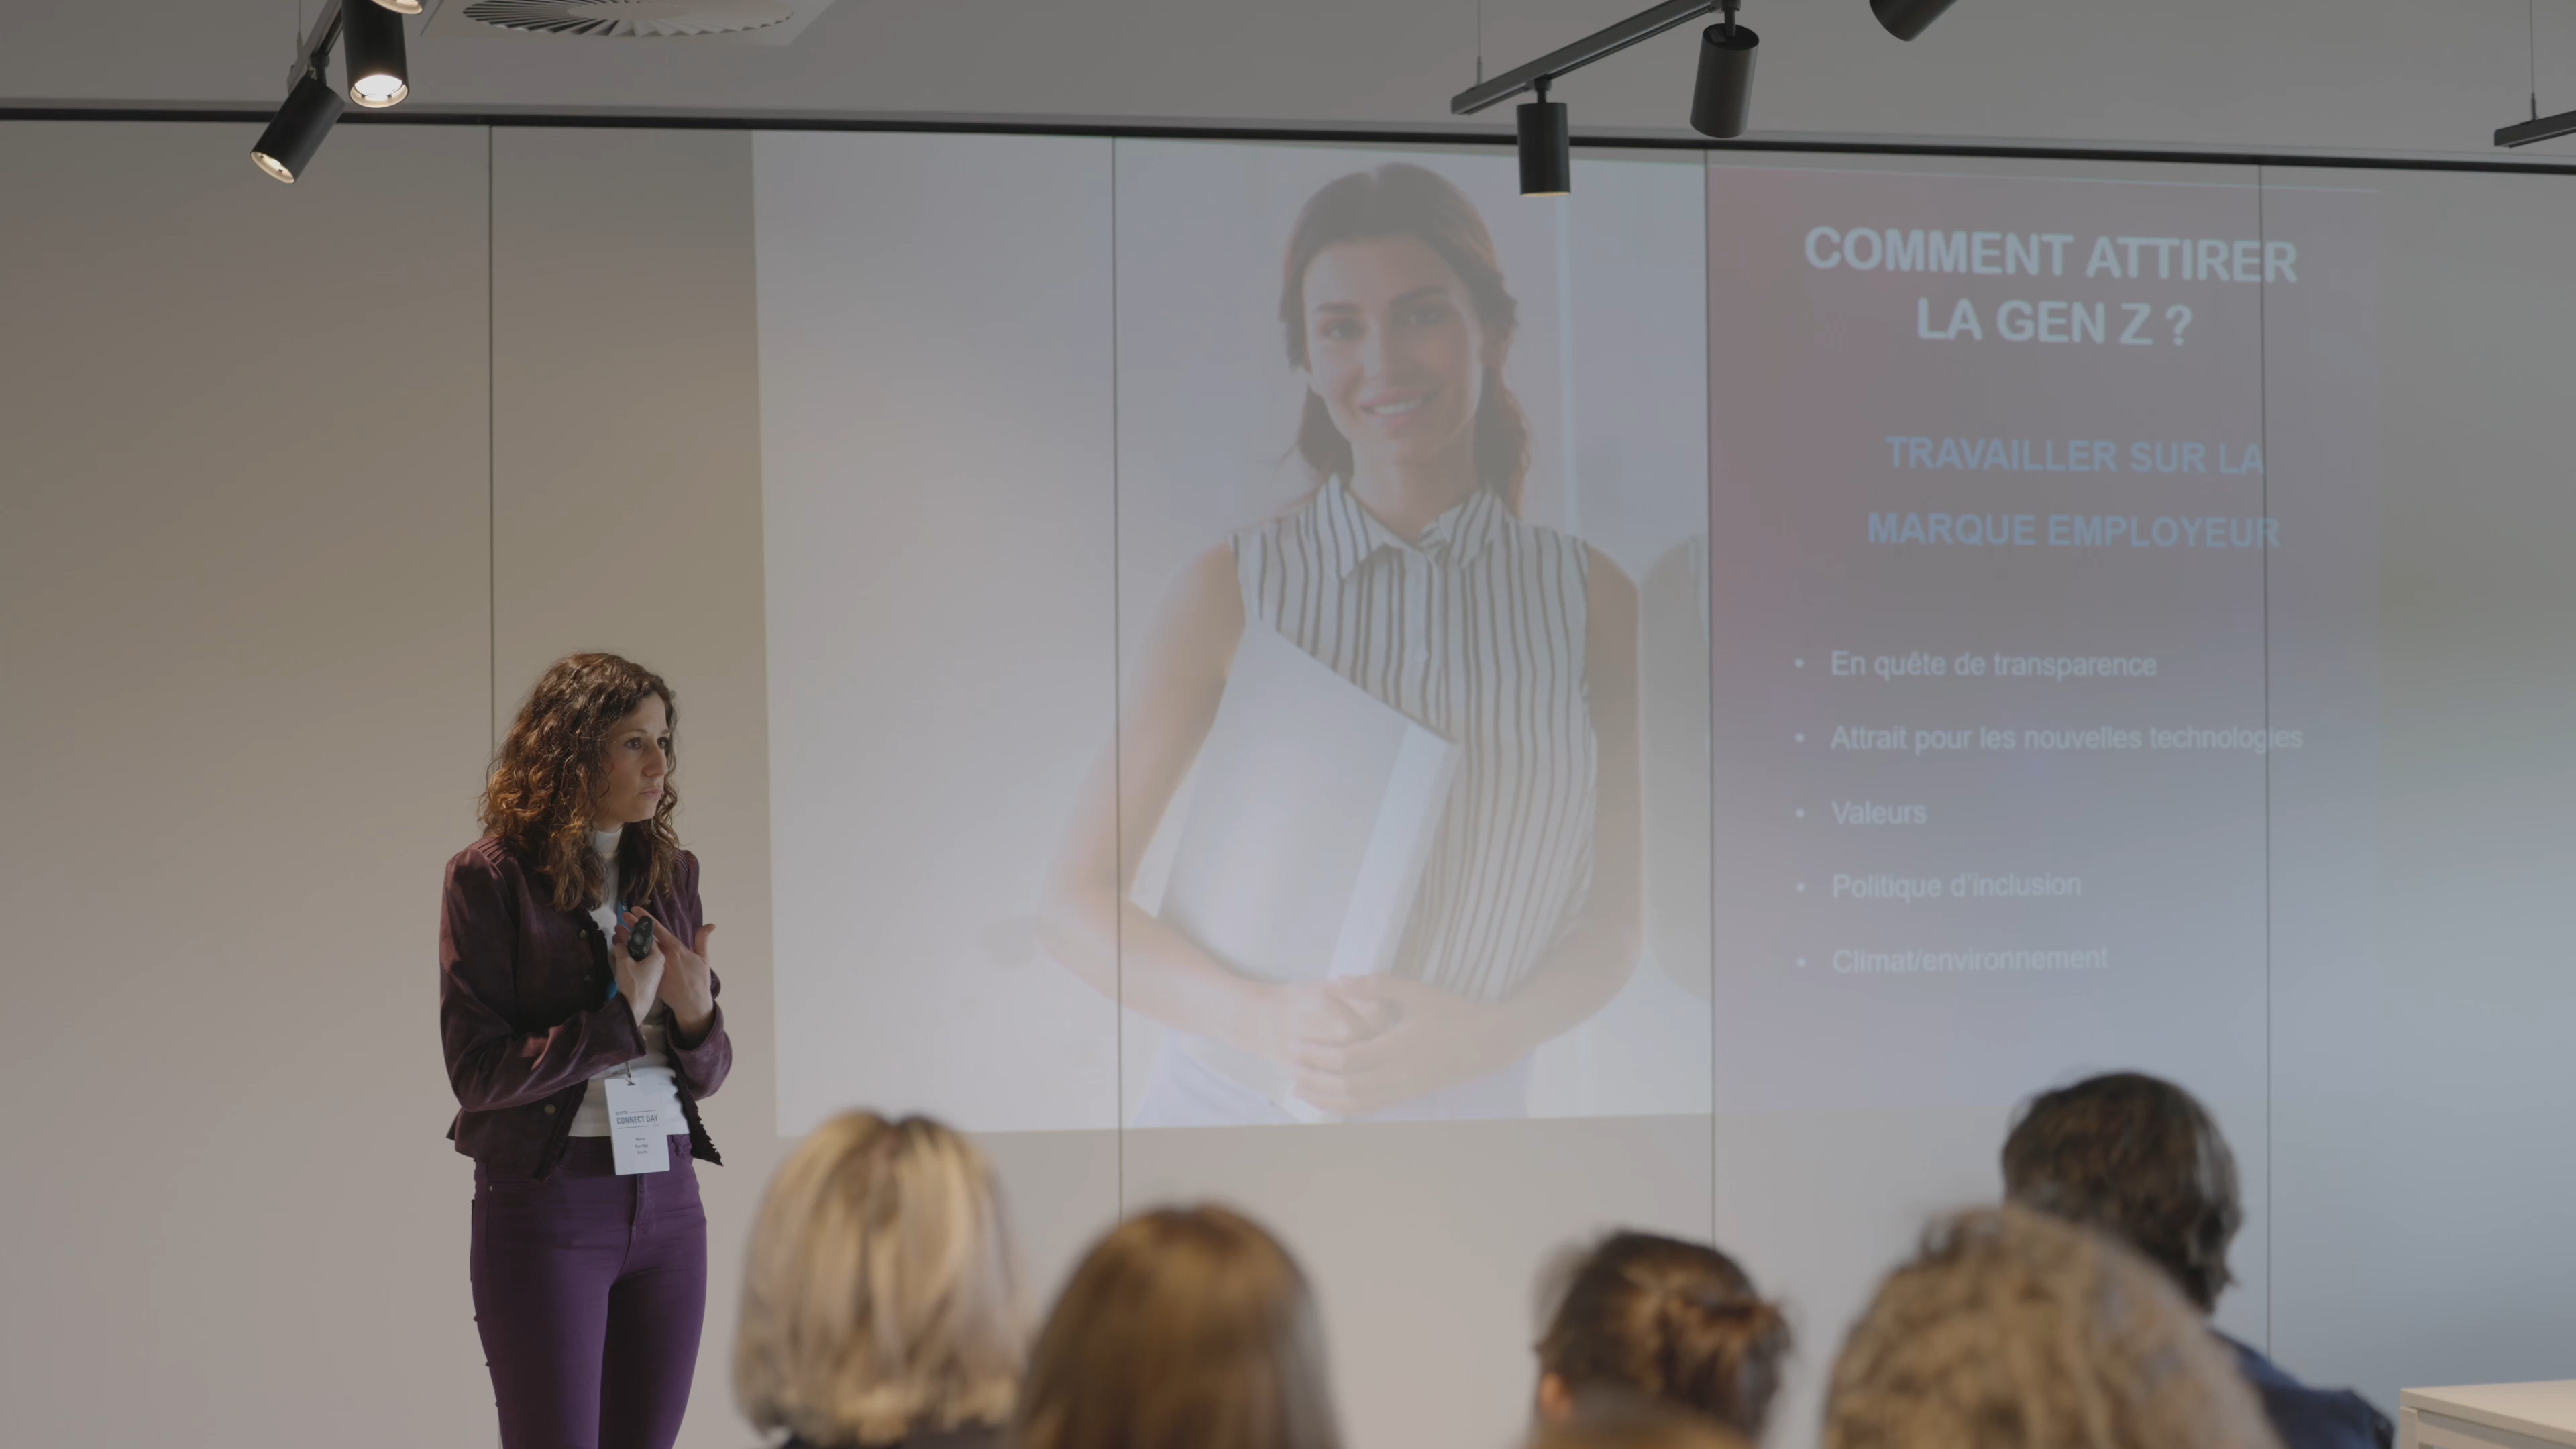 COMMENT ATTIRER
LA GEN Z ?
TRAVAILLER SUR LA
MARQUE EMPLOYEUR
• En quête de transparence
• Attrait pour les nouvelles technologies
• Valeurs
• Politique d'inclusion
• Climat/environnement
CONNECT DAY